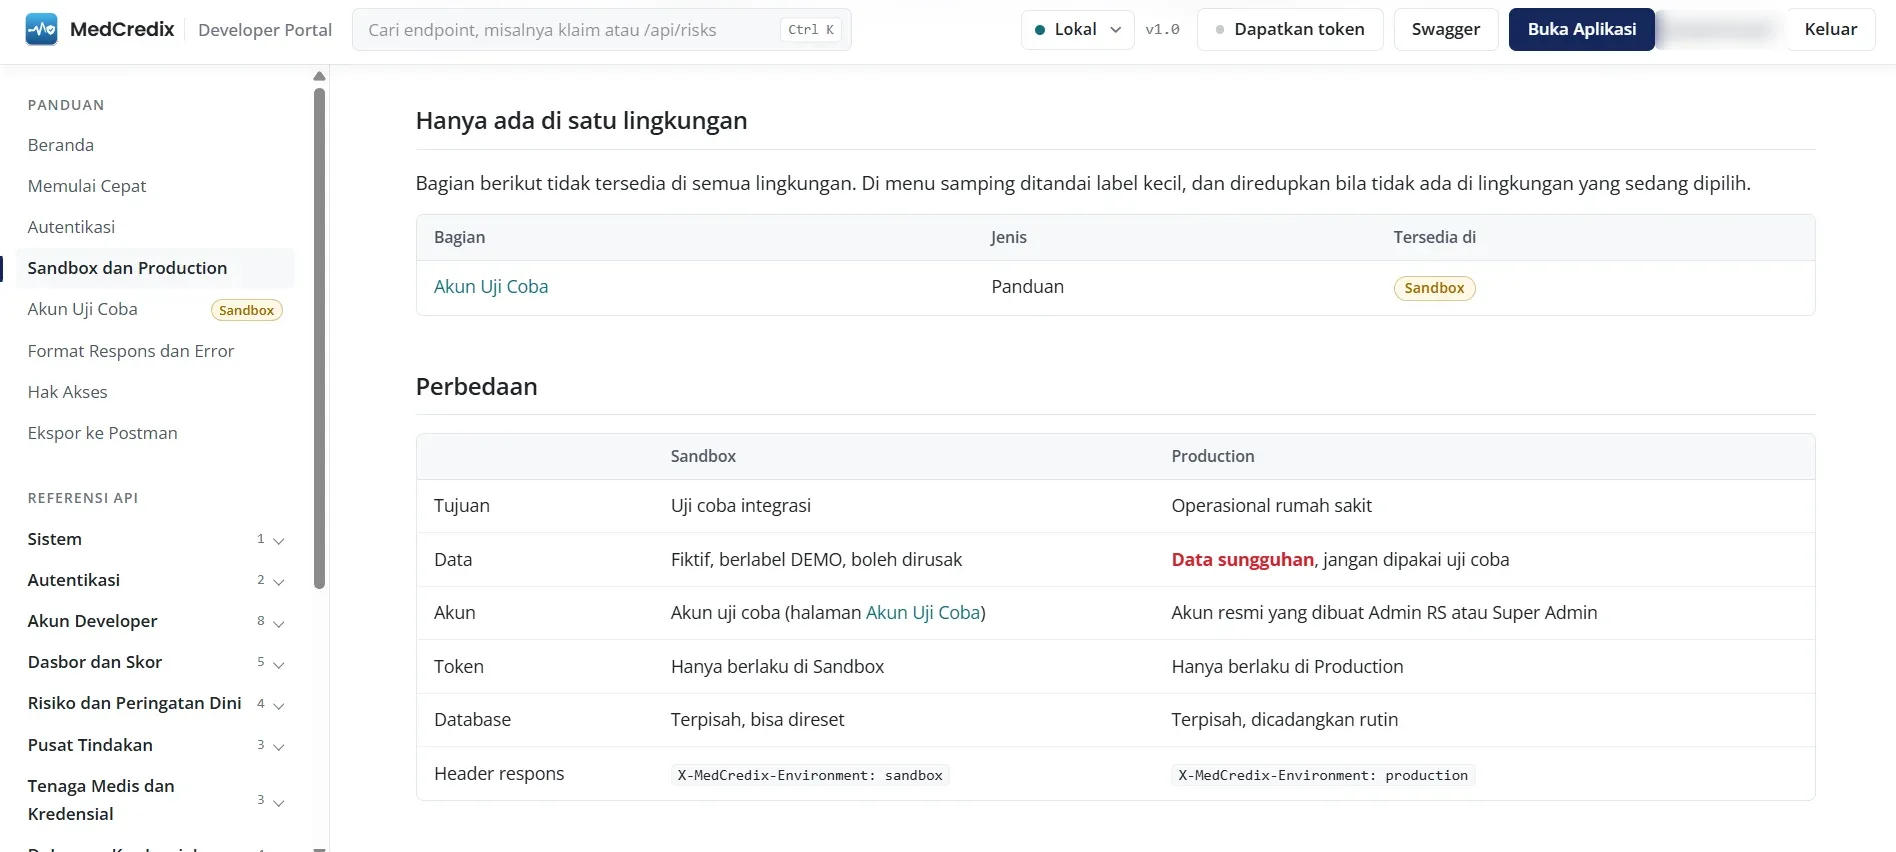 MedCredix Developer Portal Cari endpoint, misalnya klaim atau /api/risks Ctrl K Lokal v1.0 Dapatkan token Swagger Buka Aplikasi Keluar
PANDUAN
Beranda
Memulai Cepat
Autentikasi
Sandbox dan Production
Akun Uji Coba Sandbox
Format Respons dan Error
Hak Akses
Ekspor ke Postman
REFERENSI API
Sistem 1
Autentikasi 2
Akun Developer 8
Dasbor dan Skor 5
Risiko dan Peringatan Dini 4
Pusat Tindakan 3
Tenaga Medis dan
Kredensial 3
Hanya ada di satu lingkungan
Bagian berikut tidak tersedia di semua lingkungan. Di menu samping ditandai label kecil, dan diredupkan bila tidak ada di lingkungan yang sedang dipilih.
Bagian Jenis Tersedia di
Akun Uji Coba Panduan Sandbox
Perbedaan
Sandbox Production
Tujuan Uji coba integrasi Operasional rumah sakit
Data Fiktif, berlabel DEMO, boleh dirusak Data sungguhan, jangan dipakai uji coba
Akun Akun uji coba (halaman Akun Uji Coba) Akun resmi yang dibuat Admin RS atau Super Admin
Token Hanya berlaku di Sandbox Hanya berlaku di Production
Database Terpisah, bisa direset Terpisah, dicadangkan rutin
Header respons X-MedCredix-Environment: sandbox X-MedCredix-Environment: production